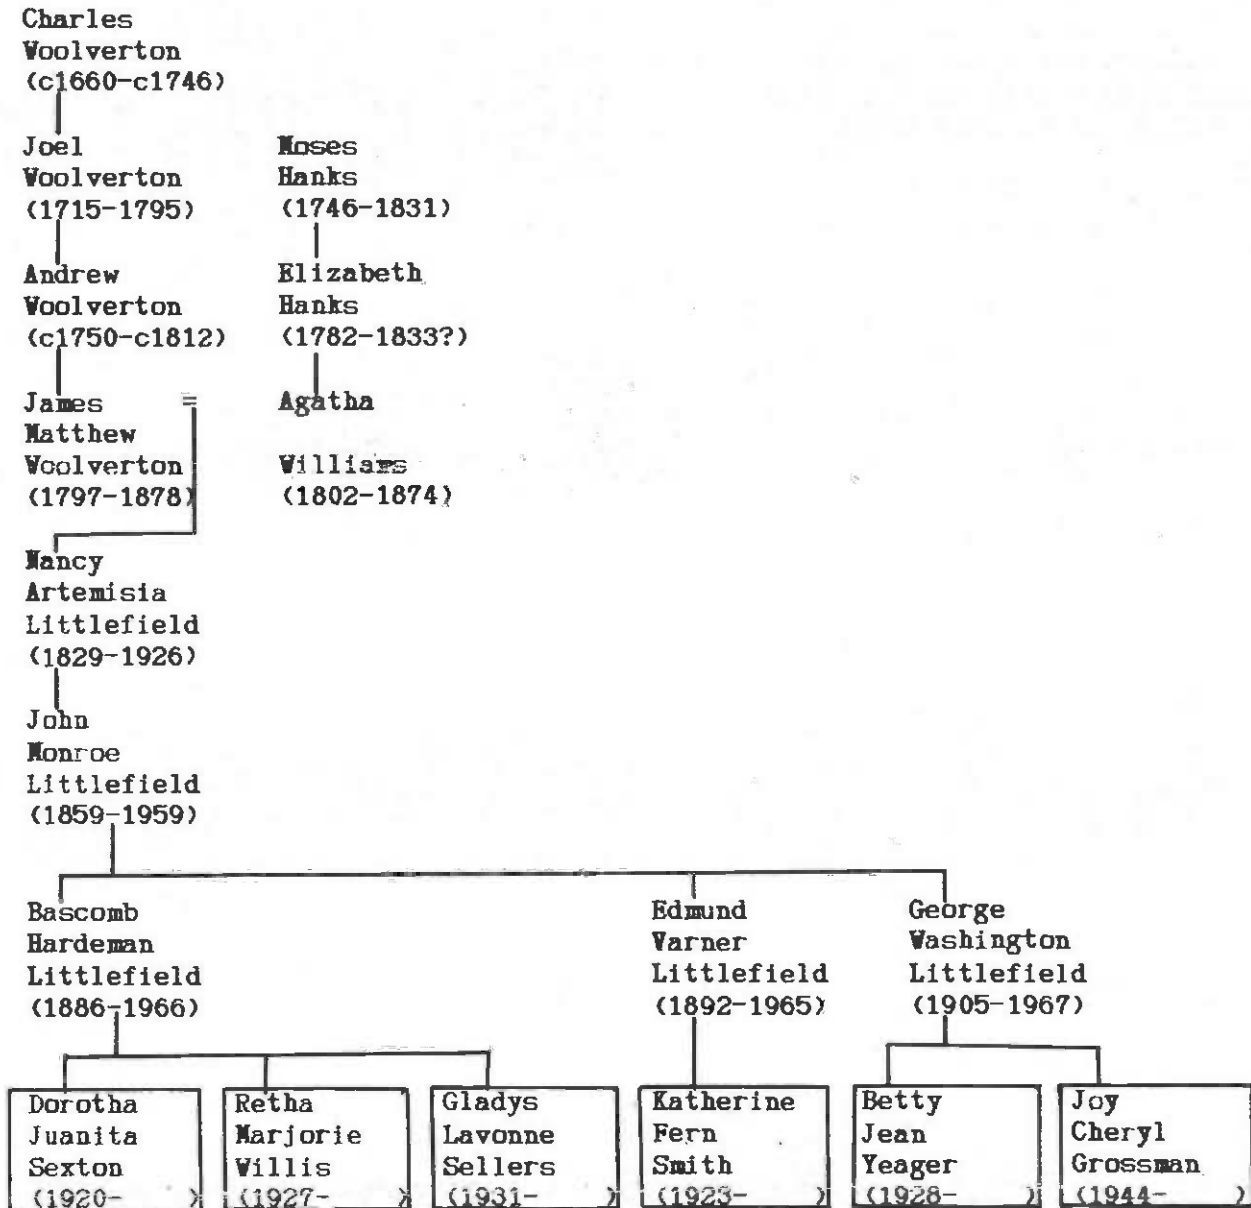 Charles
Woolverton
(c1660-c1746)
Joel
Woolverton
(1715-1795)
Moses
Hanks
(1746-1831)
Andrew
Woolverton
(c1750-c1812)
Elizabeth
Hanks
(1782-1833?)
James =
Matthew
Woolverton
(1797-1878)
Agatha
Williams
(1802-1874)
Nancy
Artemisia
Littlefield
(1829-1926)
John
Monroe
Littlefield
(1859-1959)
Bascomb
Hardeman
Littlefield
(1886-1966)
Edmund
Varner
Littlefield
(1892-1965)
George
Washington
Littlefield
(1905-1967)
Dorotha
Juanita
Sexton
(1920- )
Retha
Marjorie
Willis
(1927- )
Gladys
Lavonne
Sellers
(1931- )
Katherine
Fern
Smith
(1923- )
Betty
Jean
Yeager
(1928- )
Joy
Cheryl
Grossman
(1944- )